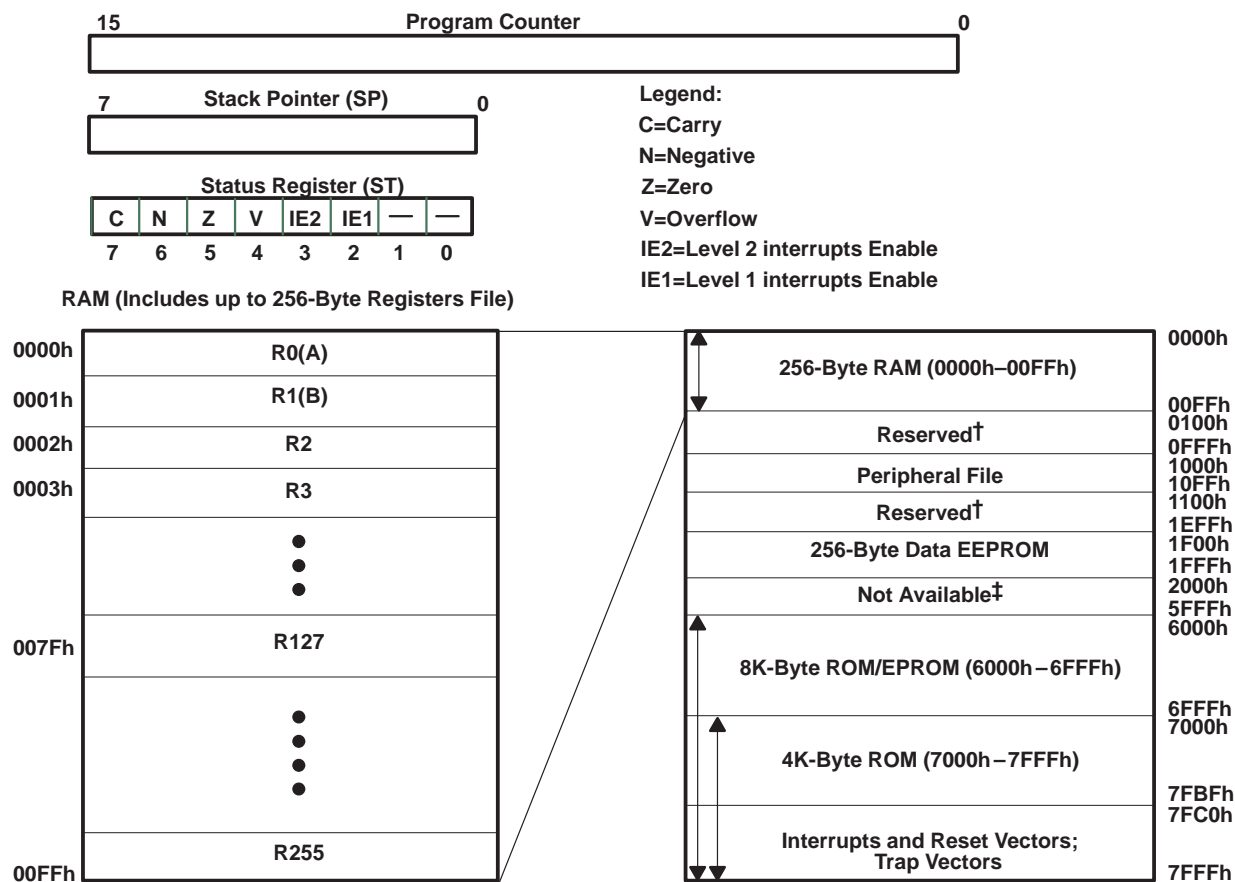 15 Program Counter 0
7 Stack Pointer (SP) 0
Status Register (ST)
C N Z V IE2 IE1 — —
7 6 5 4 3 2 1 0
Legend:
C=Carry
N=Negative
Z=Zero
V=Overflow
IE2=Level 2 interrupts Enable
IE1=Level 1 interrupts Enable
RAM (Includes up to 256-Byte Registers File)
0000h R0(A)
0001h R1(B)
0002h R2
0003h R3
007Fh R127
R255
00FFh
0000h
256-Byte RAM (0000h–00FFh)
00FFh
0100h
Reserved†
0FFFh
1000h
Peripheral File
10FFh
1100h
Reserved†
1EFFh
256-Byte Data EEPROM 1F00h
1FFFh
2000h
Not Available‡
5FFFh
6000h
8K-Byte ROM/EPROM (6000h–6FFFh)
6FFFh
7000h
4K-Byte ROM (7000h–7FFFh)
7FBFh
7FC0h
Interrupts and Reset Vectors;
Trap Vectors
7FFFh